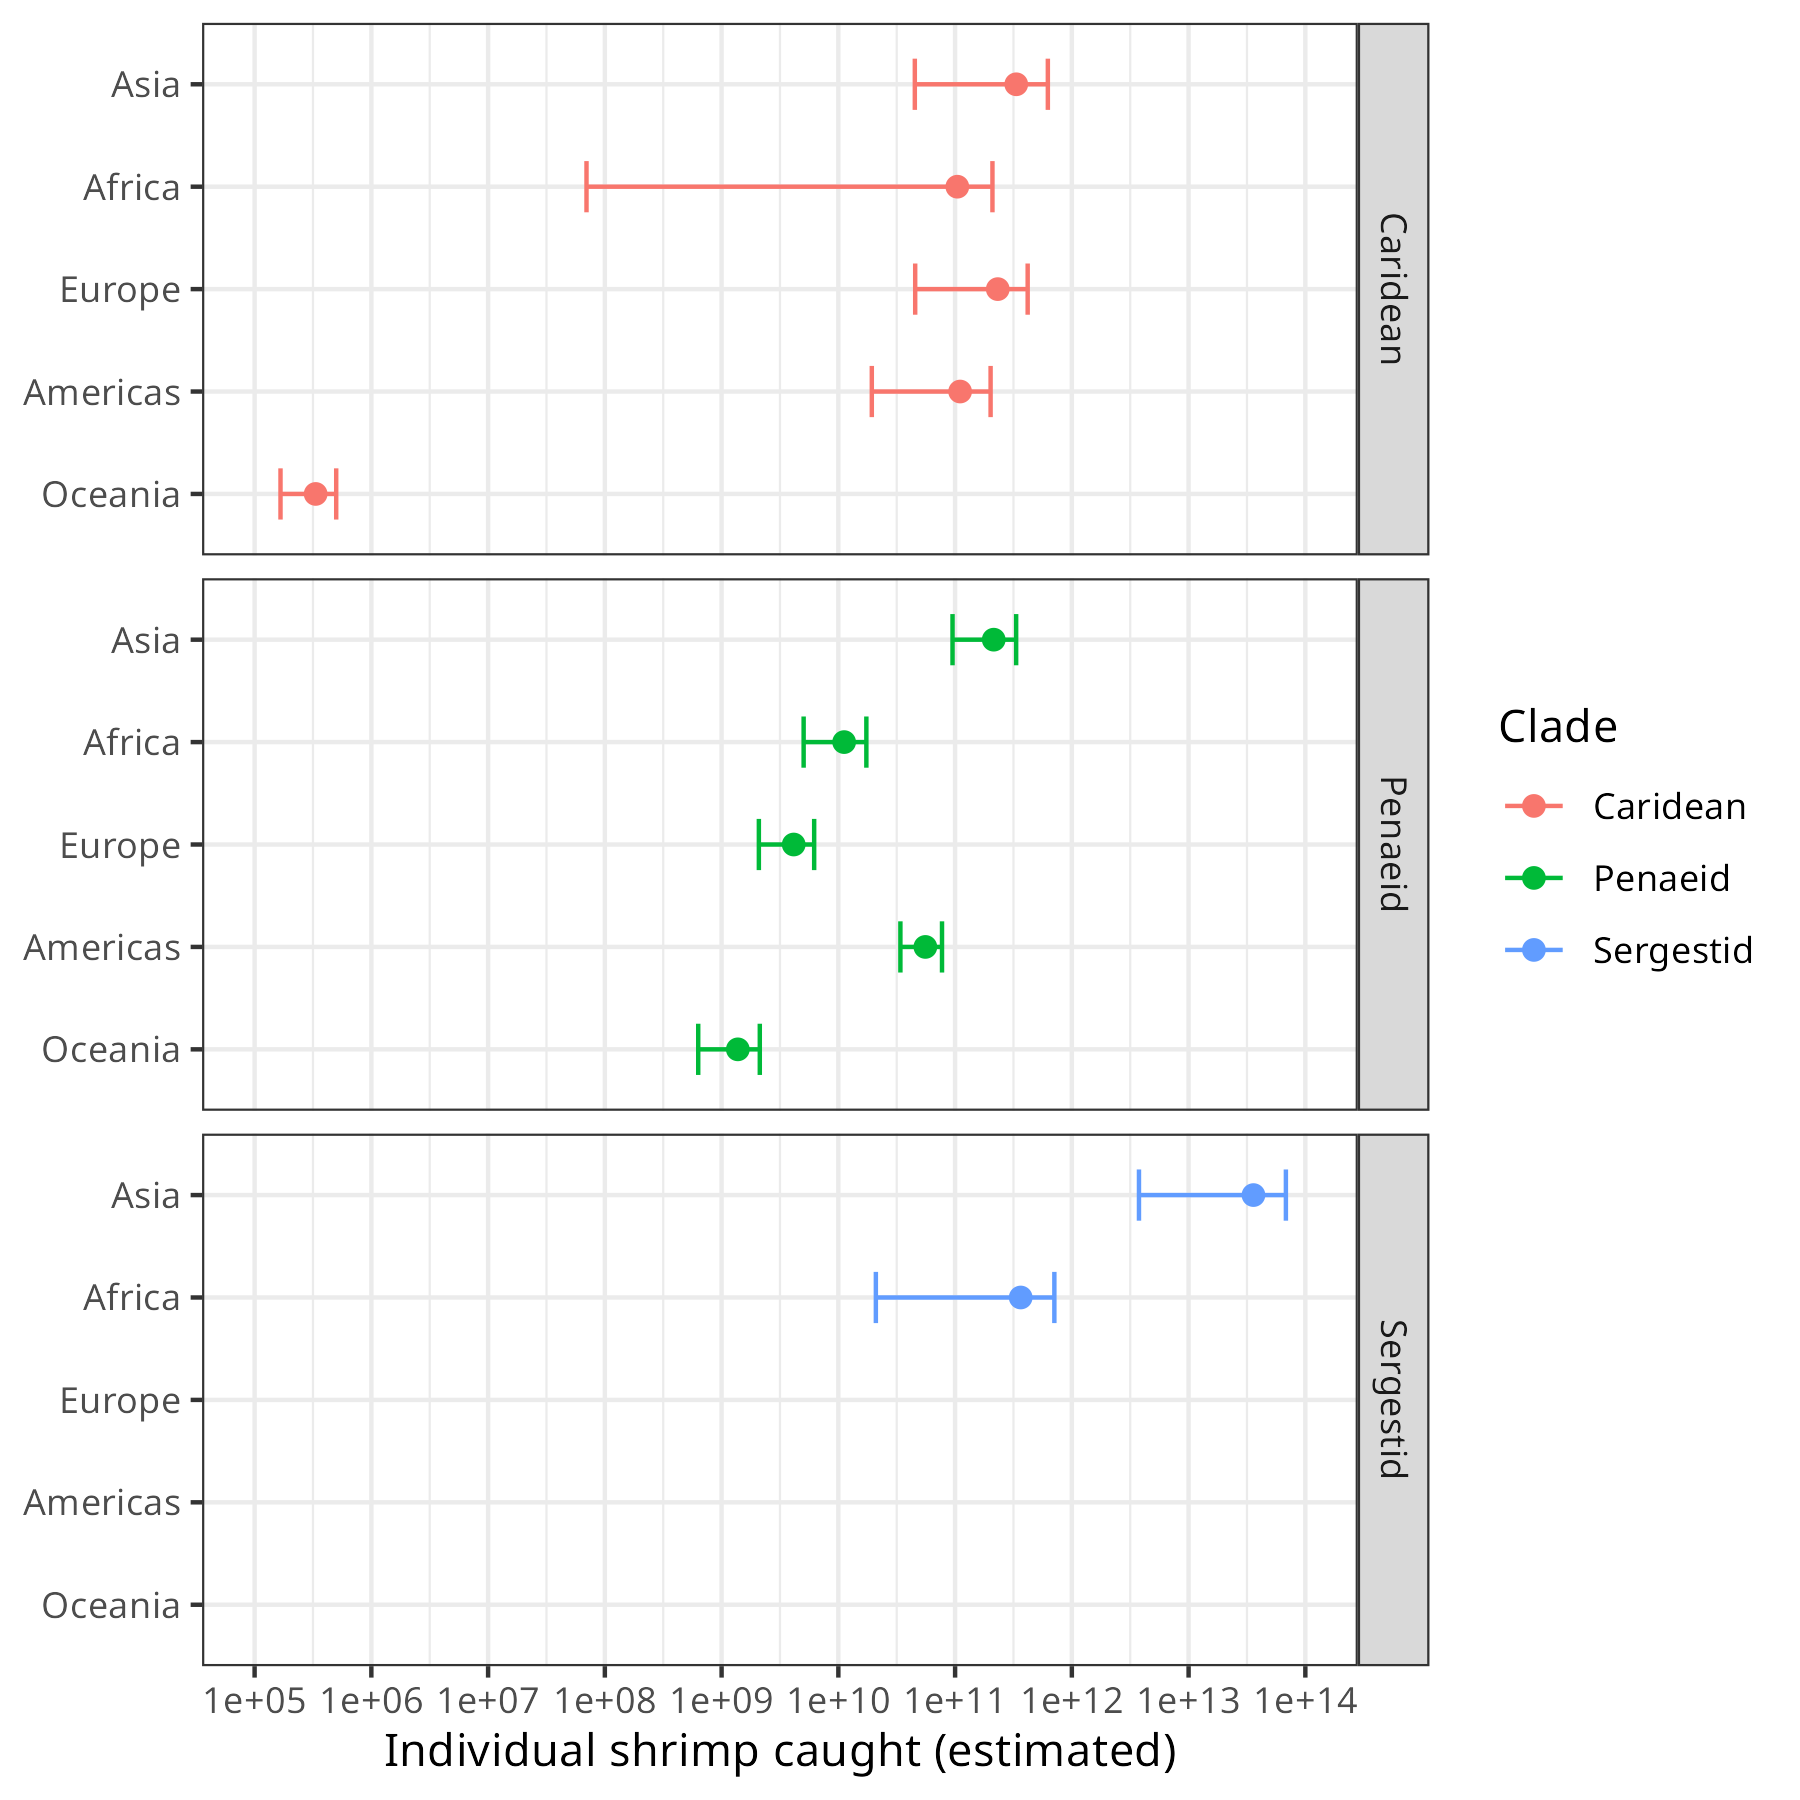 Asia
Africa
Europe
Americas
Oceania
Caridean
Asia
Africa
Europe
Americas
Oceania
Penaeid
Asia
Africa
Europe
Americas
Oceania
Sergestid
1e+05 1e+06 1e+07 1e+08 1e+09 1e+10 1e+11 1e+12 1e+13 1e+14
Individual shrimp caught (estimated)
Clade
Caridean
Penaeid
Sergestid